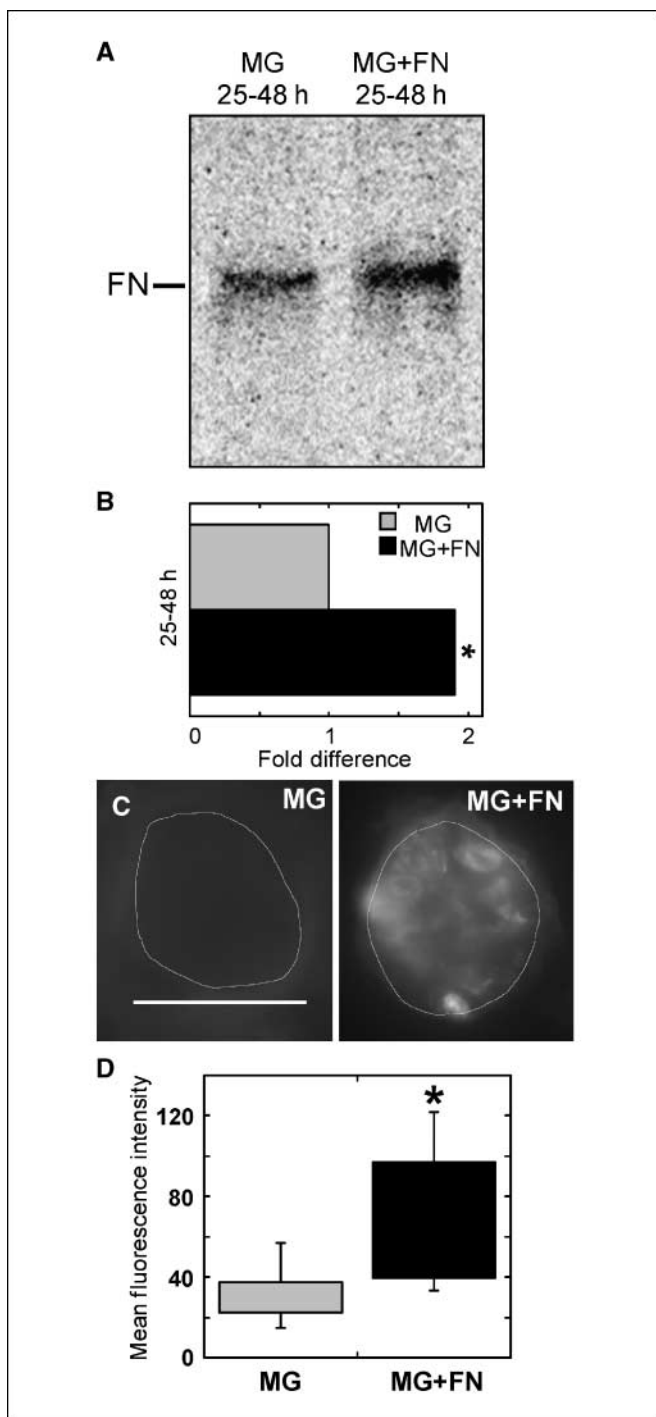 A
MG MG+FN
25-48 h 25-48 h
FN
B
MG
MG+FN
25-48 h
*
0 1 2
Fold difference
C MG MG+FN
D
Mean fluorescence intensity
*
120
80
40
0
MG MG+FN